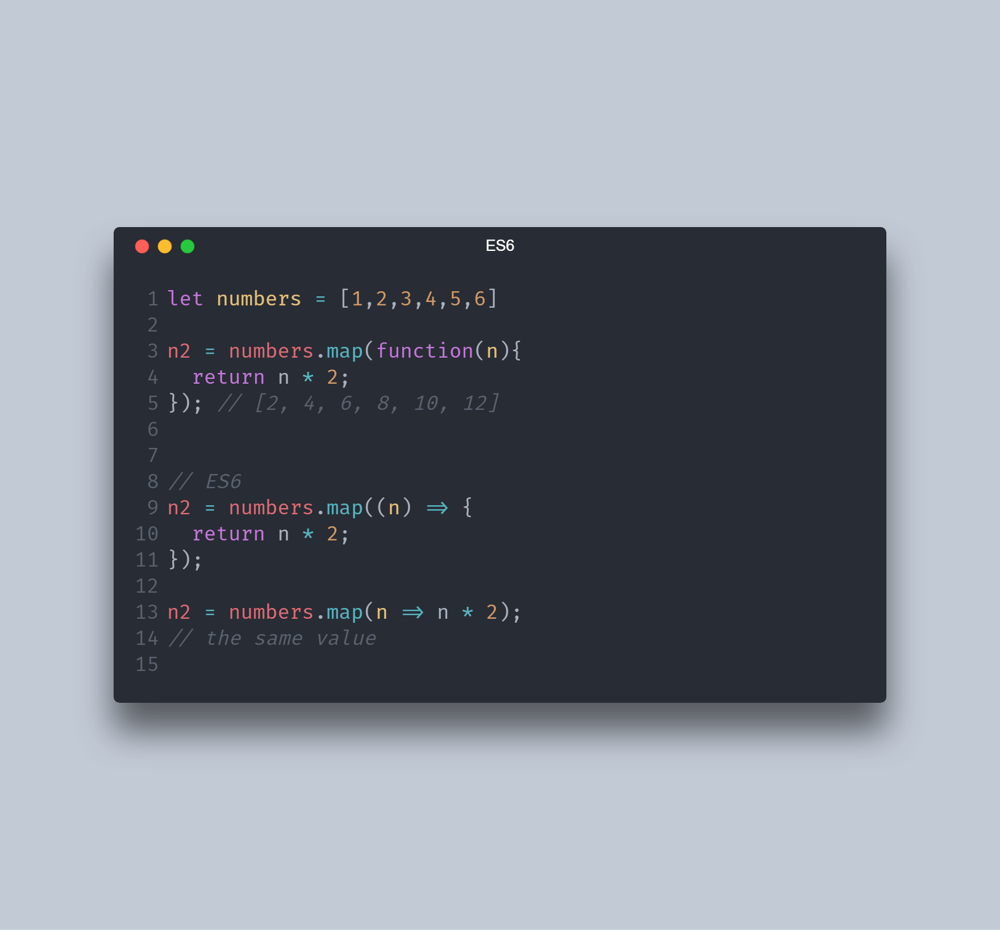 ES6
1 let numbers = [1,2,3,4,5,6]
2
3 n2 = numbers.map(function(n){
4   return n * 2;
5 }); // [2, 4, 6, 8, 10, 12]
6
7
8 // ES6
9 n2 = numbers.map((n) => {
10   return n * 2;
11 });
12
13 n2 = numbers.map(n => n * 2);
14 // the same value
15